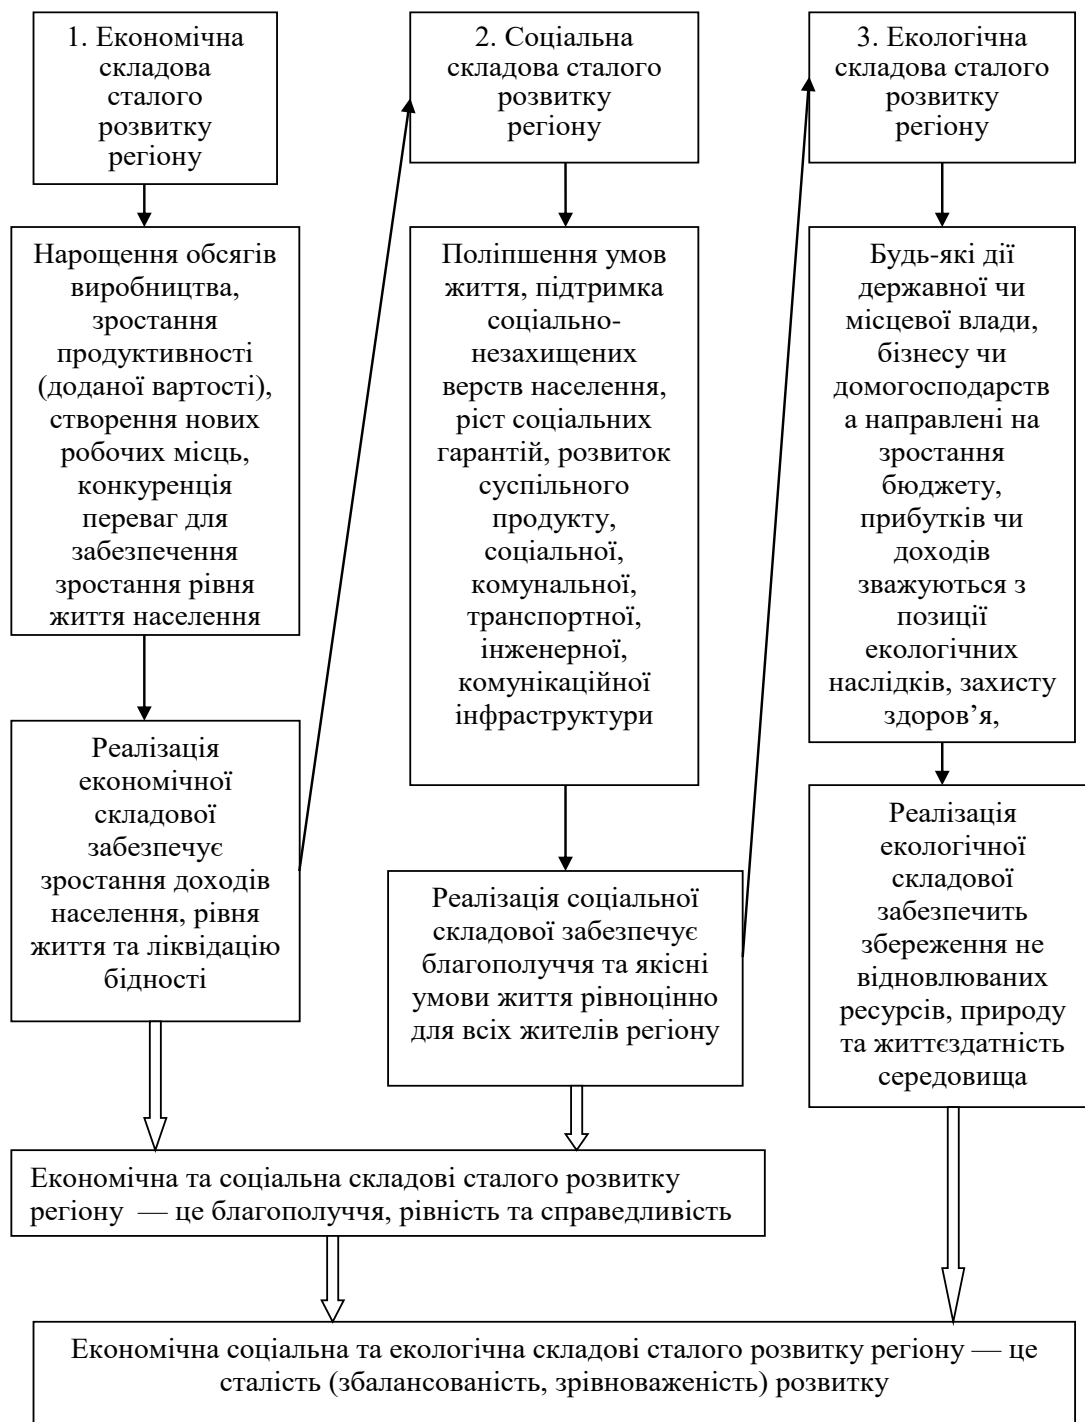 1. Економічна
складова
сталого
розвитку
регіону
2. Соціальна
складова сталого
розвитку
регіону
3. Екологічна
складова сталого
розвитку
регіону
Нарощення обсягів
виробництва,
зростання
продуктивності
(доданої вартості),
створення нових
робочих місць,
конкуренція
переваг для
забезпечення
зростання рівня
життя населення
Поліпшення умов
життя, підтримка
соціально-
незахищених
верств населення,
ріст соціальних
гарантій, розвиток
суспільного
продукту,
соціальної,
комунальної,
транспортної,
інженерної,
комунікаційної
інфраструктури
Будь-які дії
державної чи
місцевої влади,
бізнесу чи
домогосподарств
а направлені на
зростання
бюджету,
прибутків чи
доходів
зважуються з
позиції
екологічних
наслідків, захисту
здоров’я,
Реалізація
економічної
складової
забезпечує
зростання доходів
населення, рівня
життя та ліквідацію
бідності
Реалізація соціальної
складової забезпечує
благополуччя та якісні
умови життя рівноцінно
для всіх жителів регіону
Реалізація
екологічної
складової
забезпечить
збереження не
відновлюваних
ресурсів, природу
та життєздатність
середовища
Економічна та соціальна складові сталого розвитку
регіону — це благополуччя, рівність та справедливість
Економічна соціальна та екологічна складові сталого розвитку регіону — це
сталість (збалансованість, зрівноваженість) розвитку